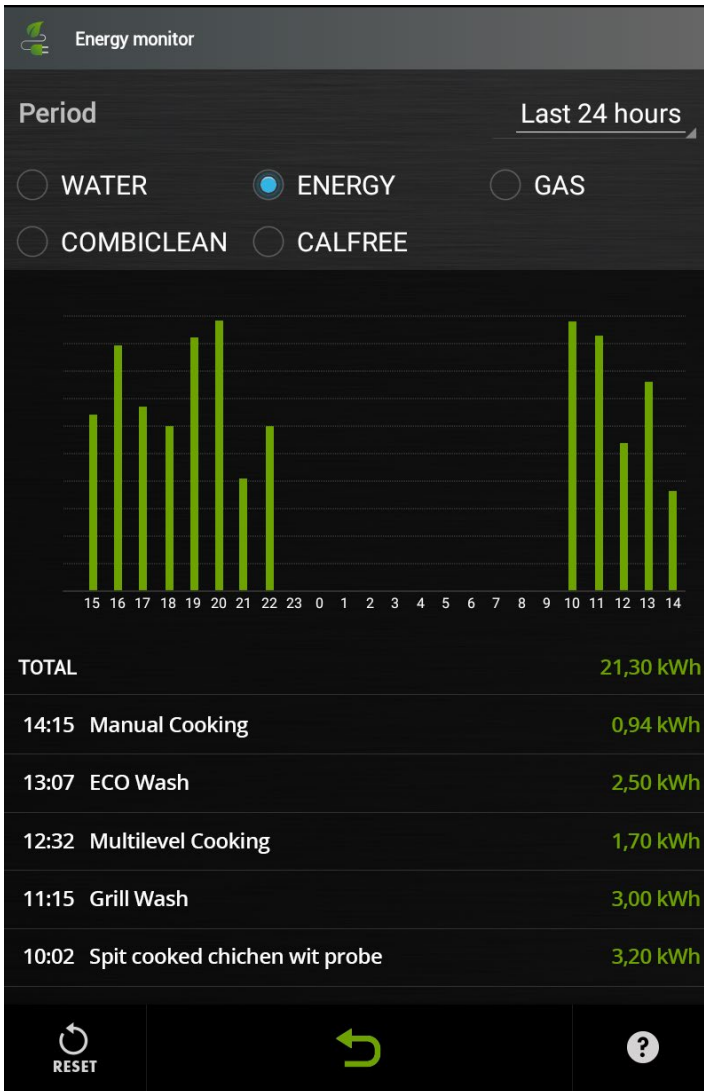 Energy monitor
Period Last 24 hours
WATER ENERGY GAS
COMBICLEAN CALFREE
15 16 17 18 19 20 21 22 23 0 1 2 3 4 5 6 7 8 9 10 11 12 13 14
TOTAL 21,30 kWh
14:15 Manual Cooking 0,94 kWh
13:07 ECO Wash 2,50 kWh
12:32 Multilevel Cooking 1,70 kWh
11:15 Grill Wash 3,00 kWh
10:02 Spit cooked chichen wit probe 3,20 kWh
RESET ?